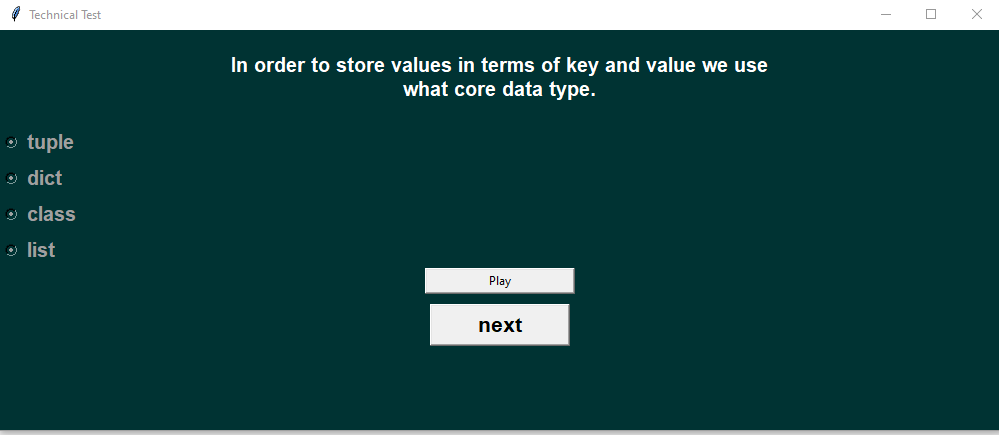 Technical Test
In order to store values in terms of key and value we use
what core data type.
tuple
dict
class
list
Play
next